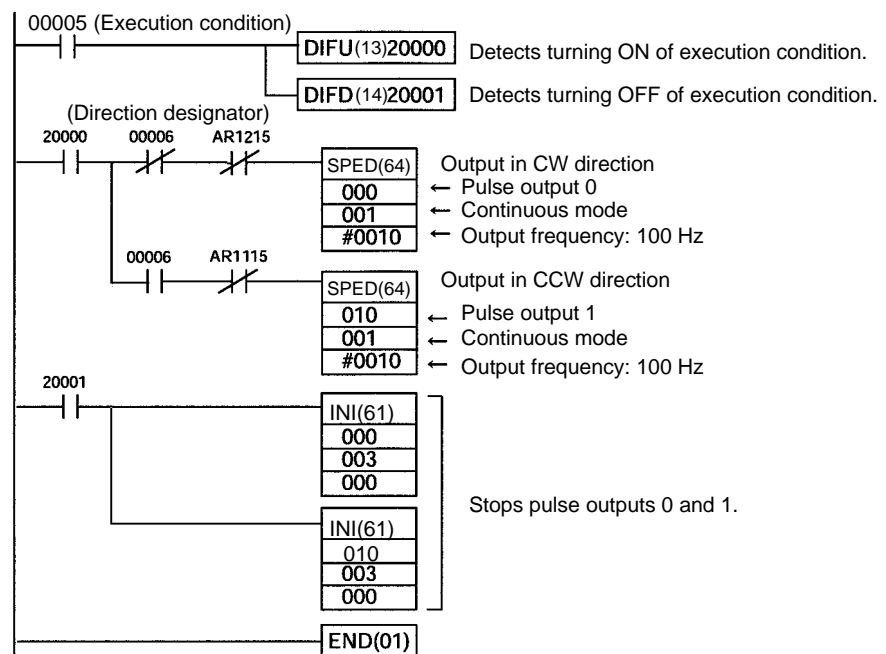 00005 (Execution condition)
DIFU(13)20000 Detects turning ON of execution condition.
DIFD(14)20001 Detects turning OFF of execution condition.
(Direction designator)
20000 00006 AR1215
SPED(64) Output in CW direction
000 ← Pulse output 0
001 ← Continuous mode
#0010 ← Output frequency: 100 Hz
00006 AR1115
SPED(64) Output in CCW direction
010 ← Pulse output 1
001 ← Continuous mode
#0010 ← Output frequency: 100 Hz
20001
INI(61)
000
003
000
Stops pulse outputs 0 and 1.
INI(61)
010
003
000
END(01)